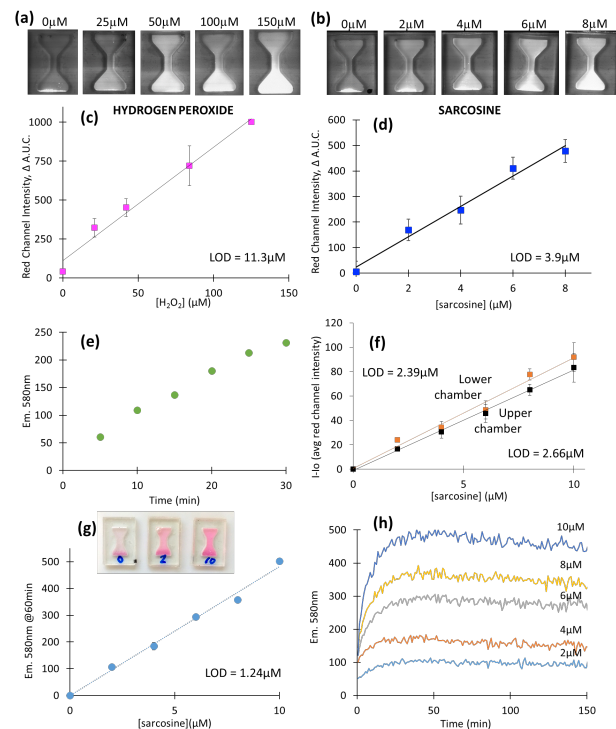 (a)
0μM 25μM 50μM 100μM 150μM
(b)
0μM 2μM 4μM 6μM 8μM
HYDROGEN PEROXIDE
(c)
Red Channel Intensity, Δ A.U.C.
1000
750
500
250
0
0 50 100 150
LOD = 11.3μM
[H₂O₂] (μM)
SARCOSINE
(d)
Red Channel Intensity, Δ A.U.C.
600
500
400
300
200
100
0
0 2 4 6 8
LOD = 3.9μM
[sarcosine] (μM)
(e)
Em. 580nm
250
200
150
100
50
0
0 10 20 30
Time (min)
(f)
I-Io (avg red channel intensity)
120
100
80
60
40
20
0
0 5 10
LOD = 2.39μM
Lower
chamber
Upper
chamber
LOD = 2.66μM
[sarcosine] (μM)
(g)
0 2 10
Em. 580nm @60min
500
400
300
200
100
0
0 5 10
LOD = 1.24μM
[sarcosine](μM)
(h)
Em. 580nm
500
400
300
200
100
0
0 50 100 150
10μM
8μM
6μM
4μM
2μM
Time (min)